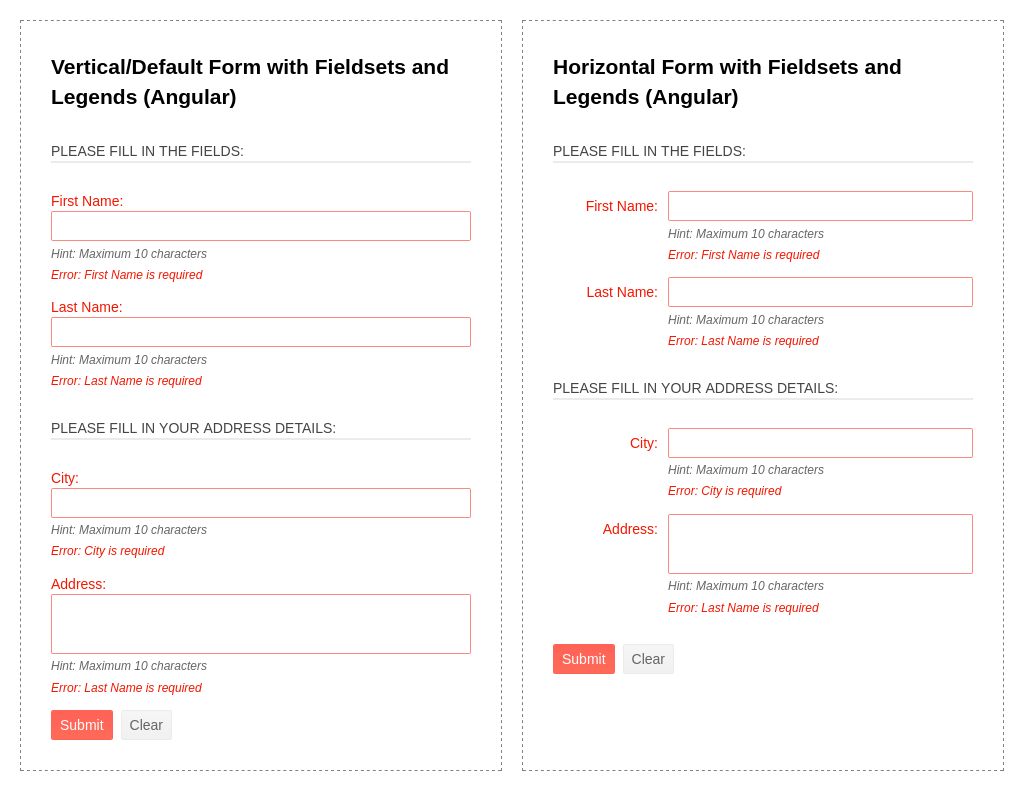 Vertical/Default Form with Fieldsets and
Legends (Angular)
PLEASE FILL IN THE FIELDS:
First Name:
Hint: Maximum 10 characters
Error: First Name is required
Last Name:
Hint: Maximum 10 characters
Error: Last Name is required
PLEASE FILL IN YOUR ADDRESS DETAILS:
City:
Hint: Maximum 10 characters
Error: City is required
Address:
Hint: Maximum 10 characters
Error: Last Name is required
Submit Clear
Horizontal Form with Fieldsets and
Legends (Angular)
PLEASE FILL IN THE FIELDS:
First Name:
Hint: Maximum 10 characters
Error: First Name is required
Last Name:
Hint: Maximum 10 characters
Error: Last Name is required
PLEASE FILL IN YOUR ADDRESS DETAILS:
City:
Hint: Maximum 10 characters
Error: City is required
Address:
Hint: Maximum 10 characters
Error: Last Name is required
Submit Clear